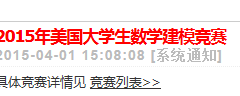 2015年美国大学生数学建模竞赛
2015-04-01 15:08:08 [系统通知]
具体竞赛详情见 竞赛列表>>